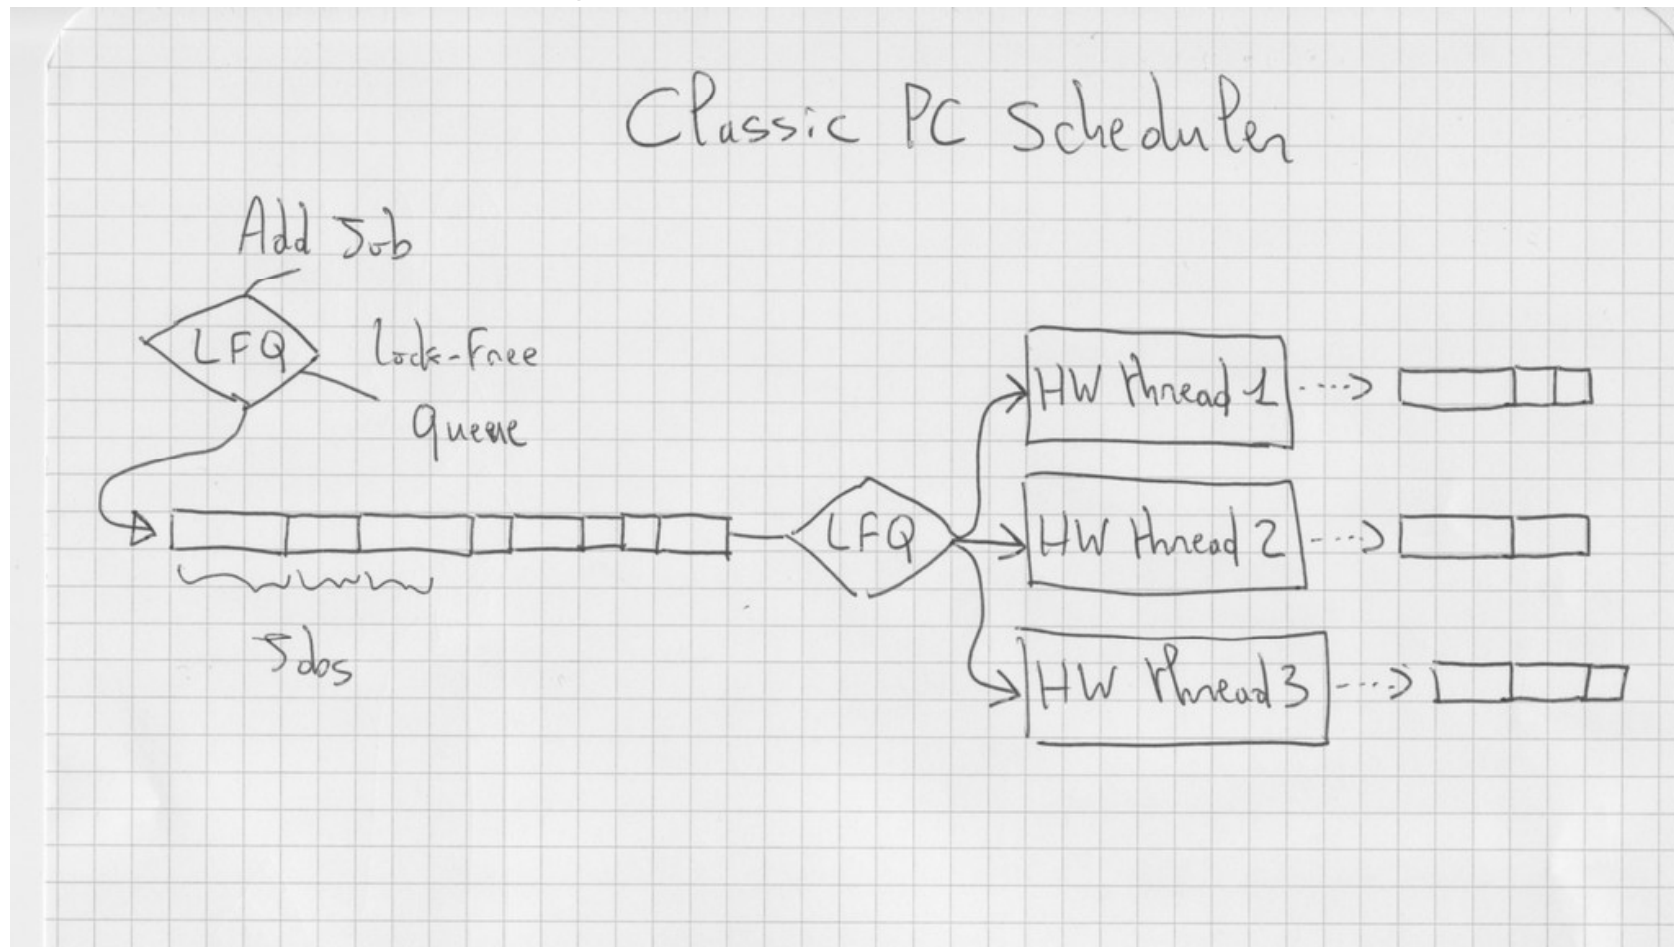 Classic PC Scheduler
Add Job
LFQ
Lock-Free
Queue
LFQ
Jobs
HW thread 1
HW thread 2
HW thread 3